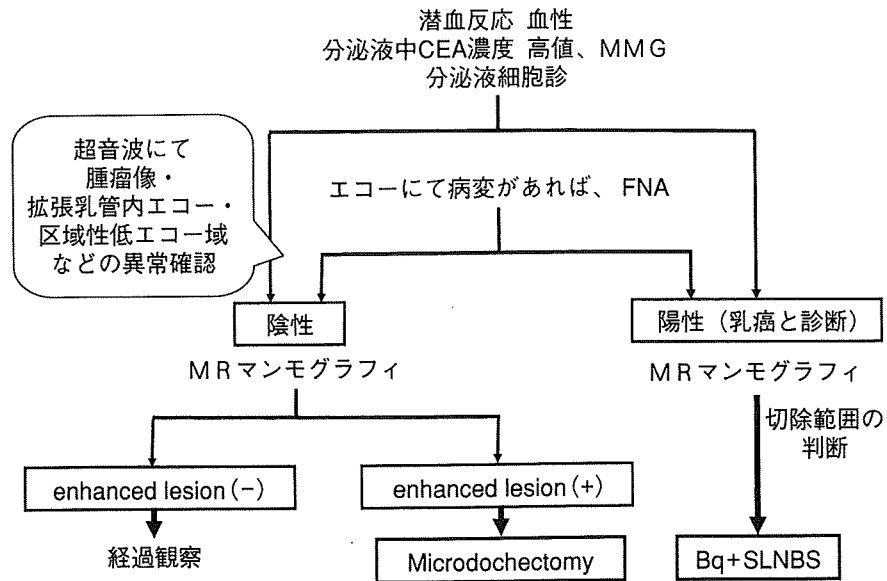 潜血反応 血性
分泌液中CEA濃度 高値、MMG
分泌液細胞診
超音波にて
腫瘤像・
拡張乳管内エコー・
区域性低エコー域
などの異常確認
エコーにて病変があれば、FNA
陰性
陽性（乳癌と診断）
MRマンモグラフィ
MRマンモグラフィ
切除範囲の
判断
enhanced lesion(−)
enhanced lesion(+)
経過観察
Microdochectomy
Bq+SLNBS